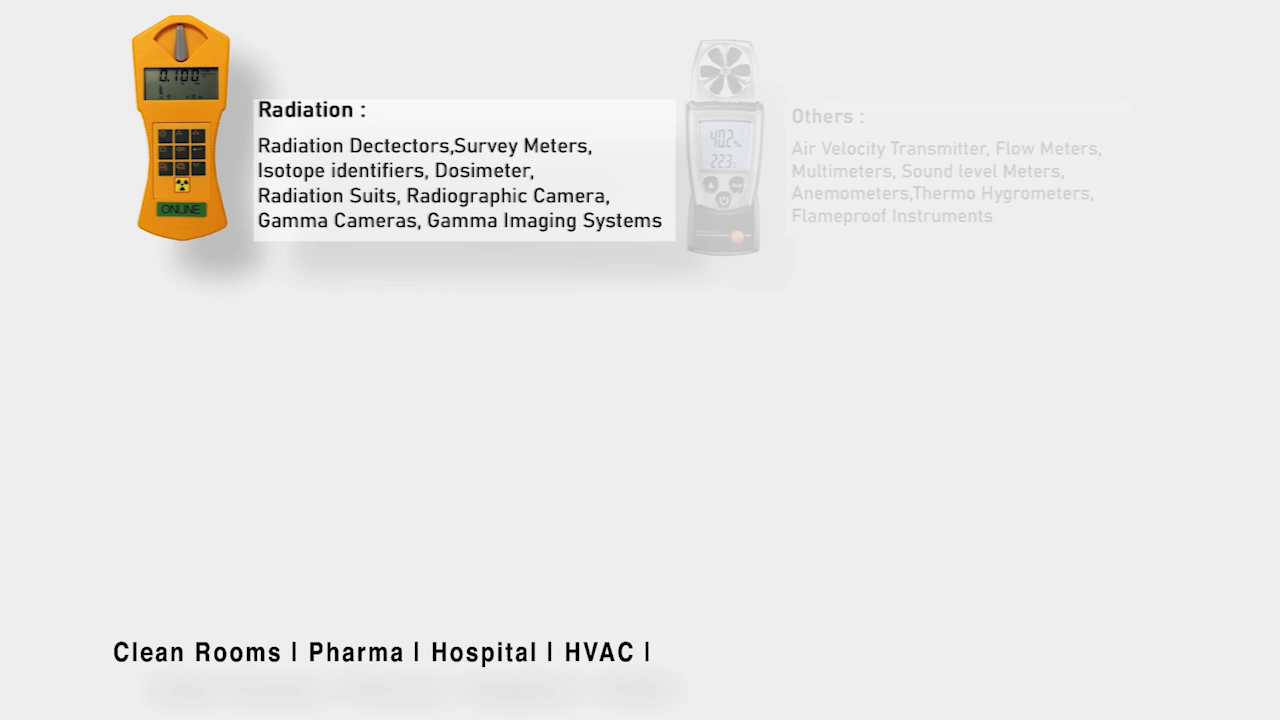 0.100
ONLINE
Radiation :
Radiation Dectectors,Survey Meters,
Isotope identifiers, Dosimeter,
Radiation Suits, Radiographic Camera,
Gamma Cameras, Gamma Imaging Systems
40.2%
22.3
Others :
Air Velocity Transmitter, Flow Meters,
Multimeters, Sound level Meters,
Anemometers,Thermo Hygrometers,
Flameproof Instruments
Clean Rooms | Pharma | Hospital | HVAC |